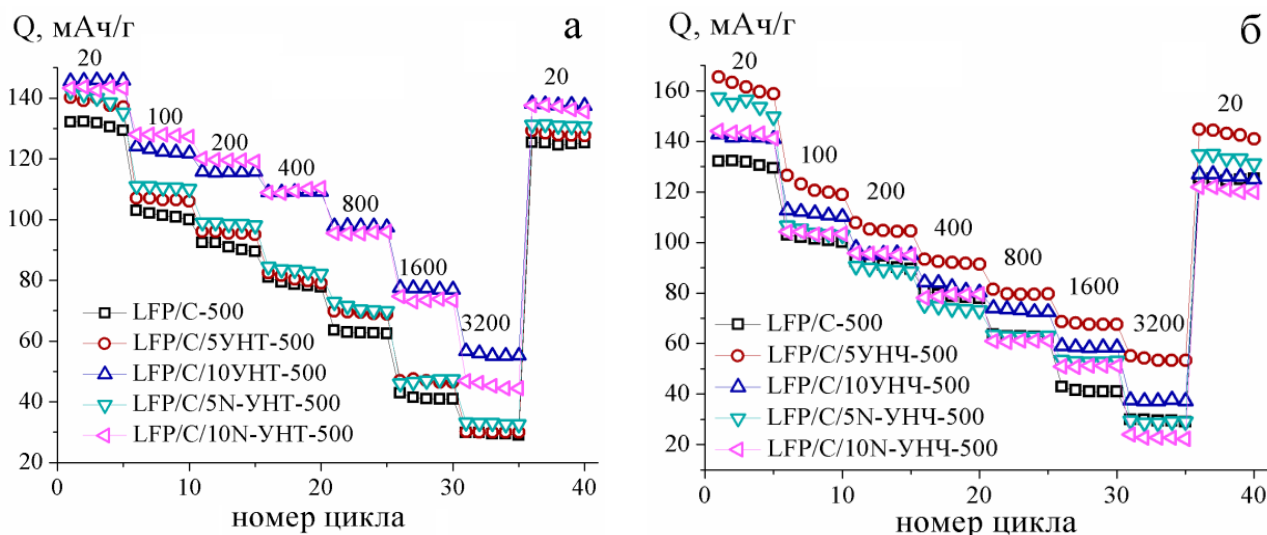 Q, мАч/г
а
20
100
200
400
800
1600
3200
20
LFP/C-500
LFP/C/5УНТ-500
LFP/C/10УНТ-500
LFP/C/5N-УНТ-500
LFP/C/10N-УНТ-500
140
120
100
80
60
40
20
0
10
20
30
40
номер цикла
Q, мАч/г
б
20
100
200
400
800
1600
3200
20
LFP/C-500
LFP/C/5УНЧ-500
LFP/C/10УНЧ-500
LFP/C/5N-УНЧ-500
LFP/C/10N-УНЧ-500
160
140
120
100
80
60
40
20
0
10
20
30
40
номер цикла